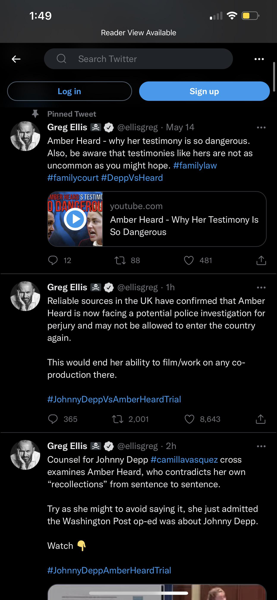 1:49
Reader View Available
Search Twitter
Log in
Sign up
Pinned Tweet
Greg Ellis @ellisgreg · May 14
Amber Heard - why her testimony is so dangerous.
Also, be aware that testimonies like hers are not as
uncommon as you might hope. #familylaw
#familycourt #DeppVsHeard
youtube.com
Amber Heard - Why Her Testimony Is
So Dangerous
12 88 481
Greg Ellis @ellisgreg · 1h
Reliable sources in the UK have confirmed that Amber
Heard is now facing a potential police investigation for
perjury and may not be allowed to enter the country
again.
This would end her ability to film/work on any co-
production there.
#JohnnyDeppVsAmberHeardTrial
365 2,001 8,643
Greg Ellis @ellisgreg · 2h
Counsel for Johnny Depp #camillavasquez cross
examines Amber Heard, who contradicts her own
“recollections” from sentence to sentence.
Try as she might to avoid saying it, she just admitted
the Washington Post op-ed was about Johnny Depp.
Watch 👇
#JohnnyDeppAmberHeardTrial